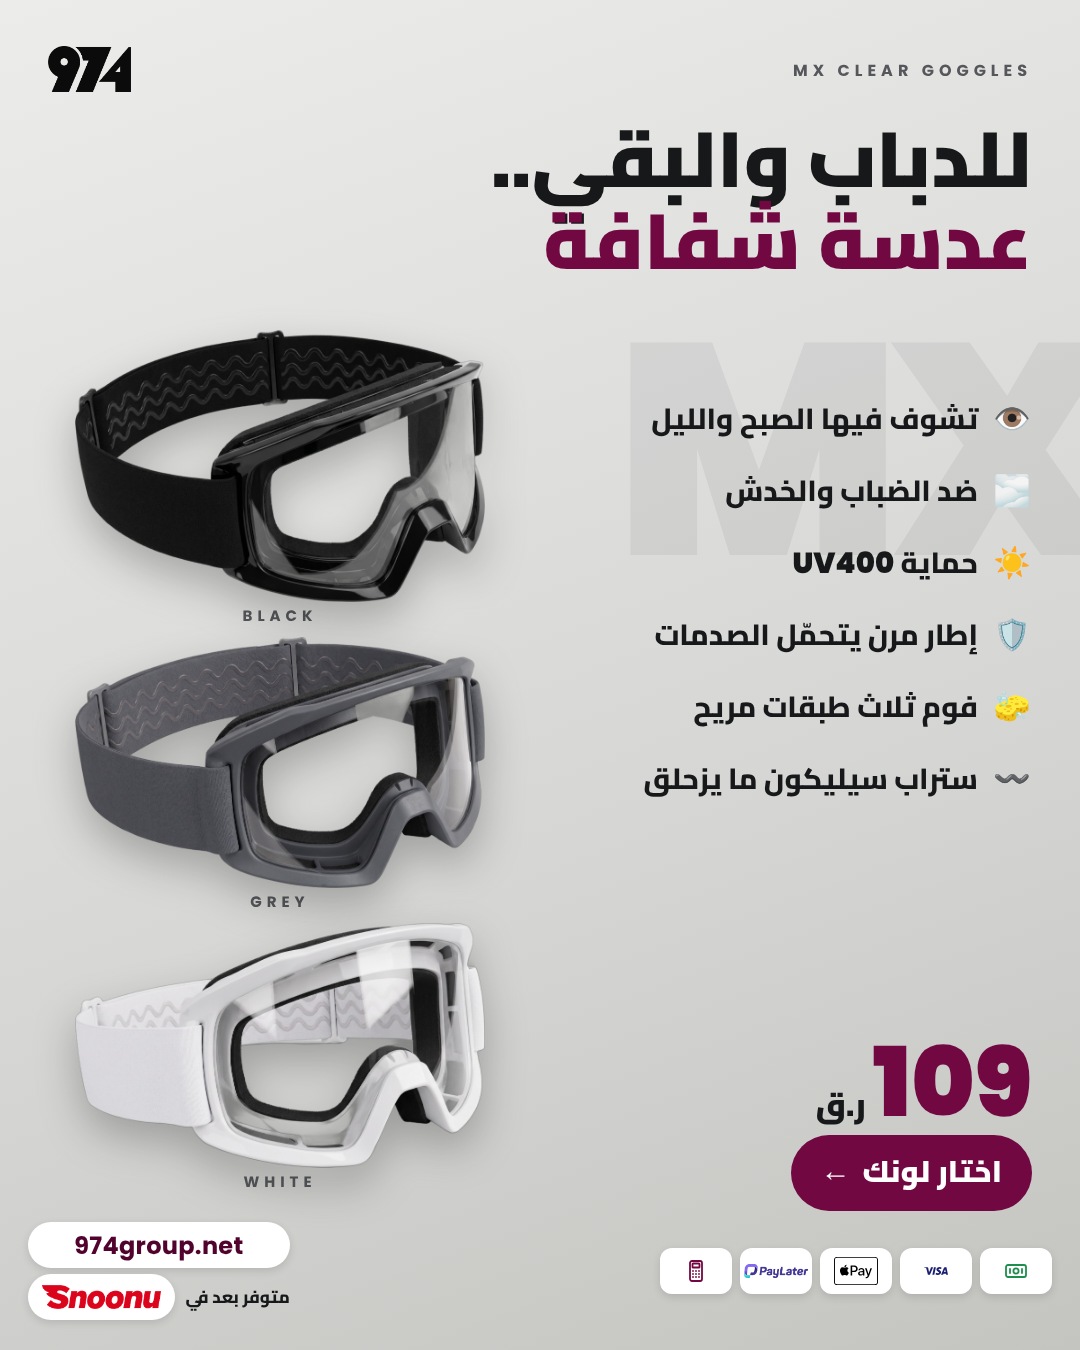 974
MX CLEAR GOGGLES
للدباب والبقي..
عدسة شفافة
MX
تشوف فيها الصبح والليل
ضد الضباب والخدش
حماية UV400
إطار مرن يتحمّل الصدمات
فوم ثلاث طبقات مريح
ستراب سيليكون ما يزحلق
BLACK
GREY
WHITE
109 ر.ق
اختار لونك ←
974group.net
متوفر بعد في Snoonu
PayLater
Pay
VISA